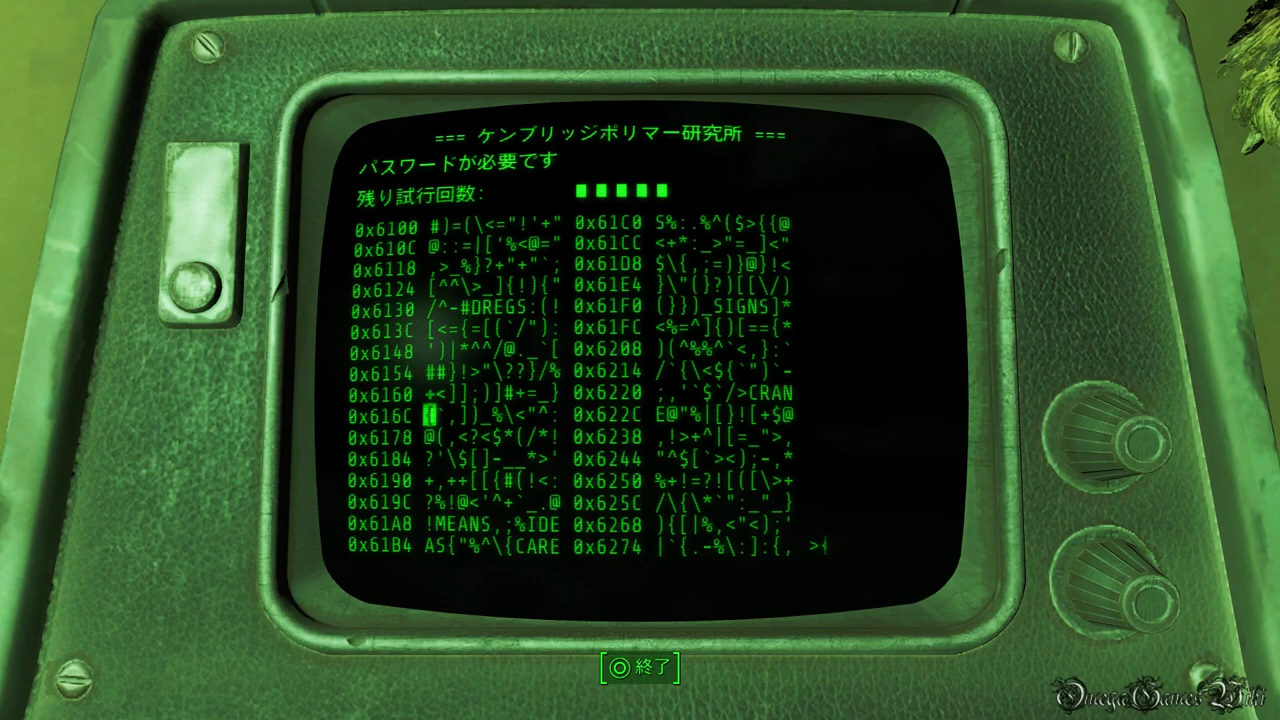 === ケンブリッジポリマー研究所 ===
パスワードが必要です
残り試行回数: ■ ■ ■ ■ ■
0x6100 #)=(\<="!'+" 0x61C0 S%:.%^($>{{@
0x610C @::=|['%<@=" 0x61CC <+*:_>"=_]<"
0x6118 ,>_%}?+"+"`; 0x61D8 $\{,;=)}@}!<
0x6124 [^^\>_]{!){" 0x61E4 }\"(}?)[[\/)
0x6130 /^-#DREGS:(! 0x61F0 (}})_SIGNS]*
0x613C [<={=[(`/"): 0x61FC <%=^]{)[=={*
0x6148 ')|*^^/@._`[ 0x6208 )(^%%^`<,}:`
0x6154 ##}!>"\??}/% 0x6214 /`{\<${`")`-
0x6160 +<]];)]#+=_} 0x6220 ;,'`$`/>CRAN
0x616C {`,])_%\<"^: 0x622C E@"%|[}![+$@
0x6178 @(,<?<$*(/*! 0x6238 ,!>+^|[=_">,
0x6184 ?'\$[]-__*>' 0x6244 "^$[`><);-,*
0x6190 +,++[[{#(!<: 0x6250 %+!=?![([\>+
0x619C ?%!@<'^+`_.@ 0x625C /\{\*`":_"_}
0x61A8 !MEANS,;%IDE 0x6268 ){[|%,<"<);'
0x61B4 AS{"%^\{CARE 0x6274 |`{.-%\:]:{, >{
[◎ 終了]
Omega Games Wiki